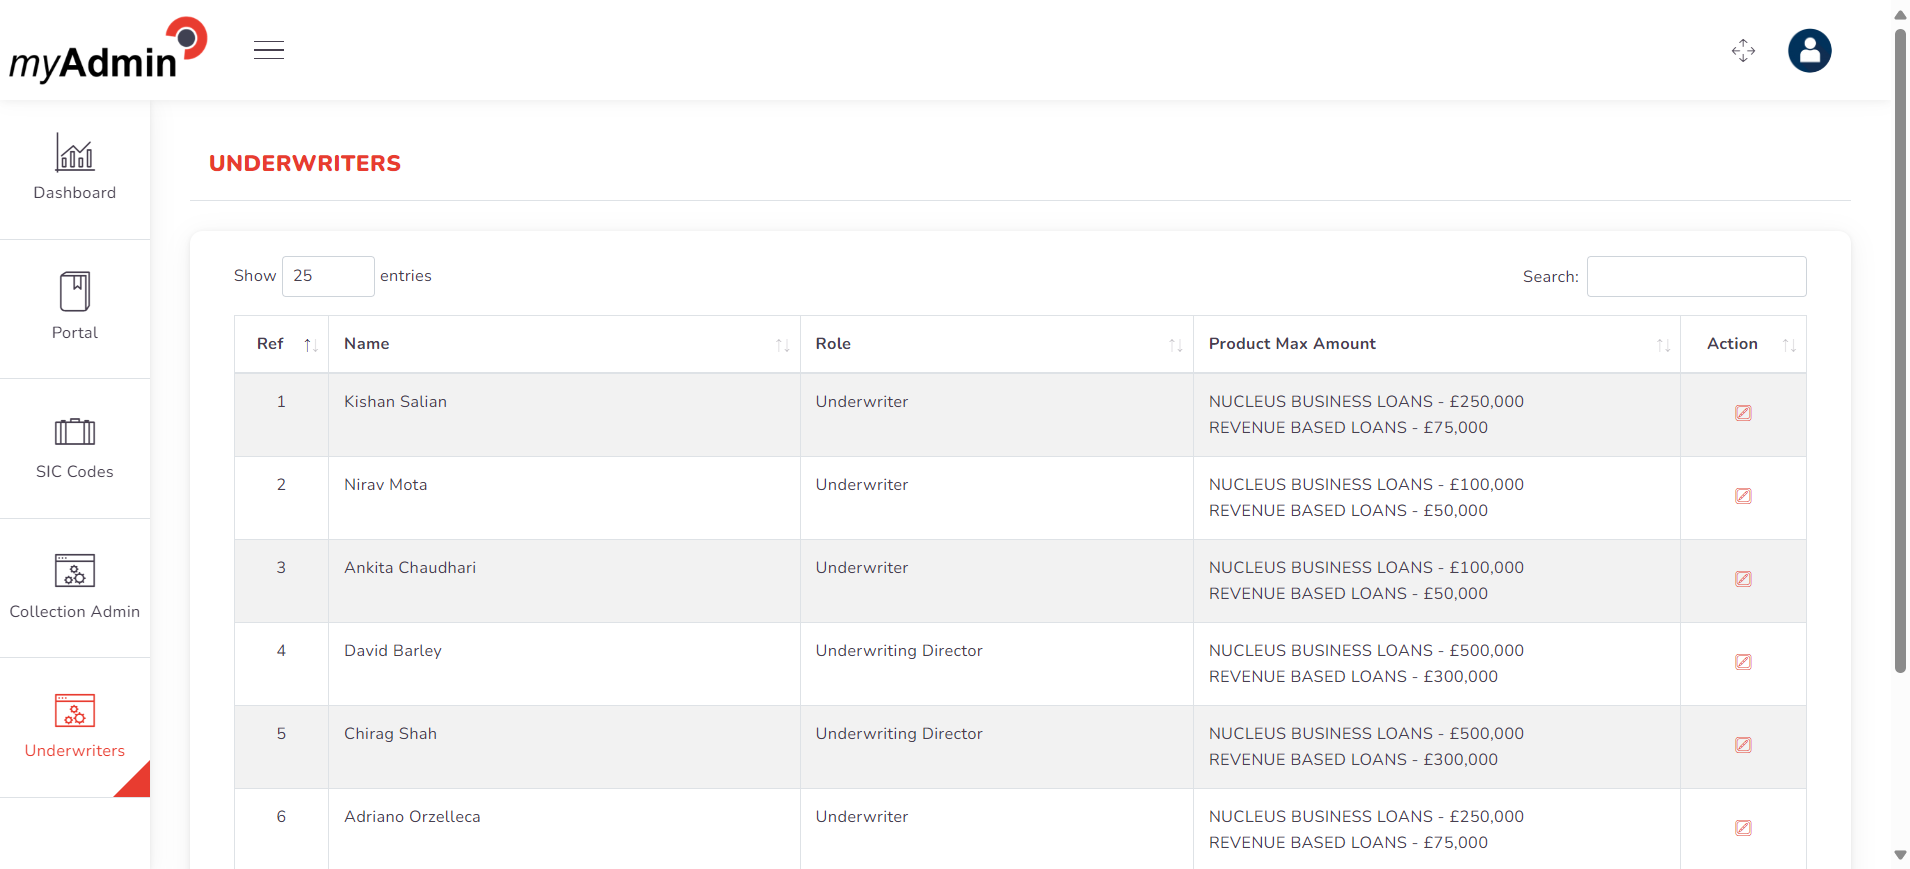 myAdmin
Dashboard
Portal
SIC Codes
Collection Admin
Underwriters
UNDERWRITERS
Show 25 entries
Search:
Ref Name Role Product Max Amount Action
1 Kishan Salian Underwriter NUCLEUS BUSINESS LOANS - £250,000
REVENUE BASED LOANS - £75,000
2 Nirav Mota Underwriter NUCLEUS BUSINESS LOANS - £100,000
REVENUE BASED LOANS - £50,000
3 Ankita Chaudhari Underwriter NUCLEUS BUSINESS LOANS - £100,000
REVENUE BASED LOANS - £50,000
4 David Barley Underwriting Director NUCLEUS BUSINESS LOANS - £500,000
REVENUE BASED LOANS - £300,000
5 Chirag Shah Underwriting Director NUCLEUS BUSINESS LOANS - £500,000
REVENUE BASED LOANS - £300,000
6 Adriano Orzelleca Underwriter NUCLEUS BUSINESS LOANS - £250,000
REVENUE BASED LOANS - £75,000